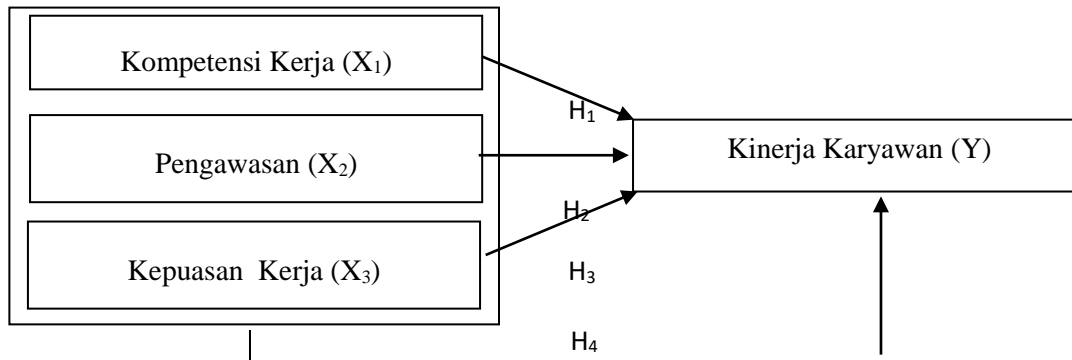 Kompetensi Kerja (X₁)
H₁
Kinerja Karyawan (Y)
Pengawasan (X₂)
H₂
Kepuasan Kerja (X₃)
H₃
H₄